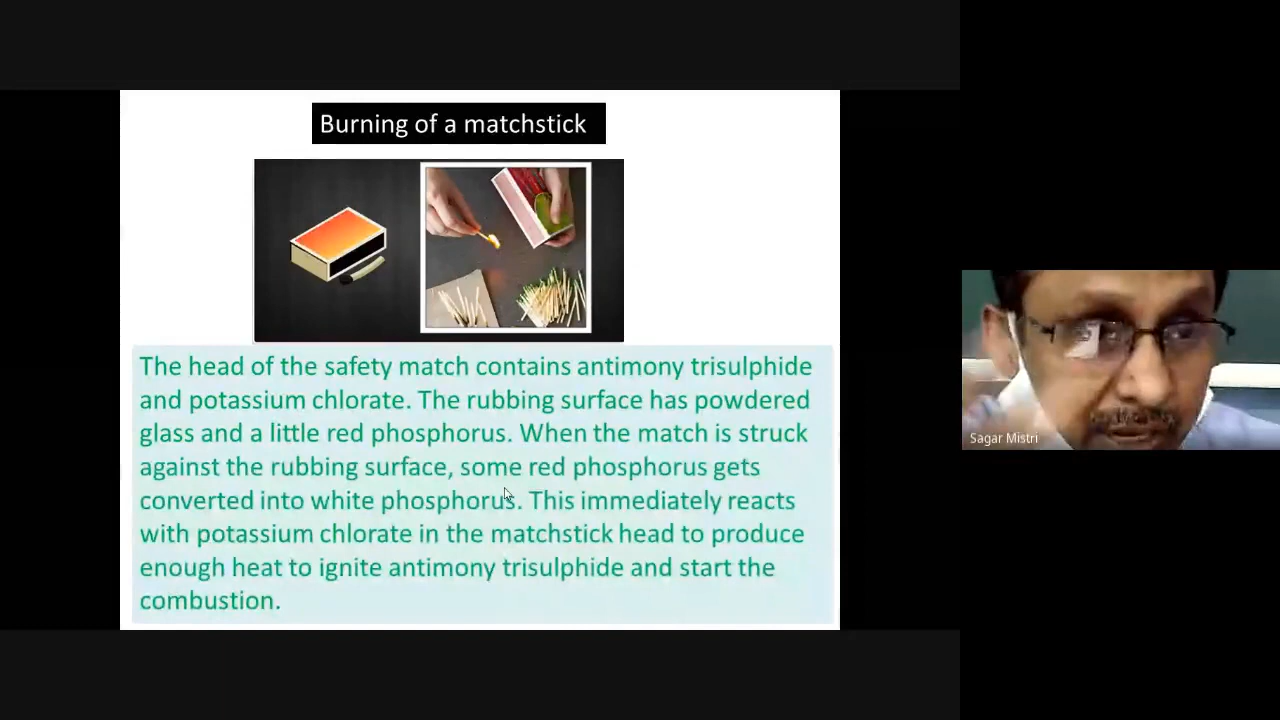 Burning of a matchstick
The head of the safety match contains antimony trisulphide
and potassium chlorate. The rubbing surface has powdered
glass and a little red phosphorus. When the match is struck
against the rubbing surface, some red phosphorus gets
converted into white phosphorus. This immediately reacts
with potassium chlorate in the matchstick head to produce
enough heat to ignite antimony trisulphide and start the
combustion.
Sagar Mistri